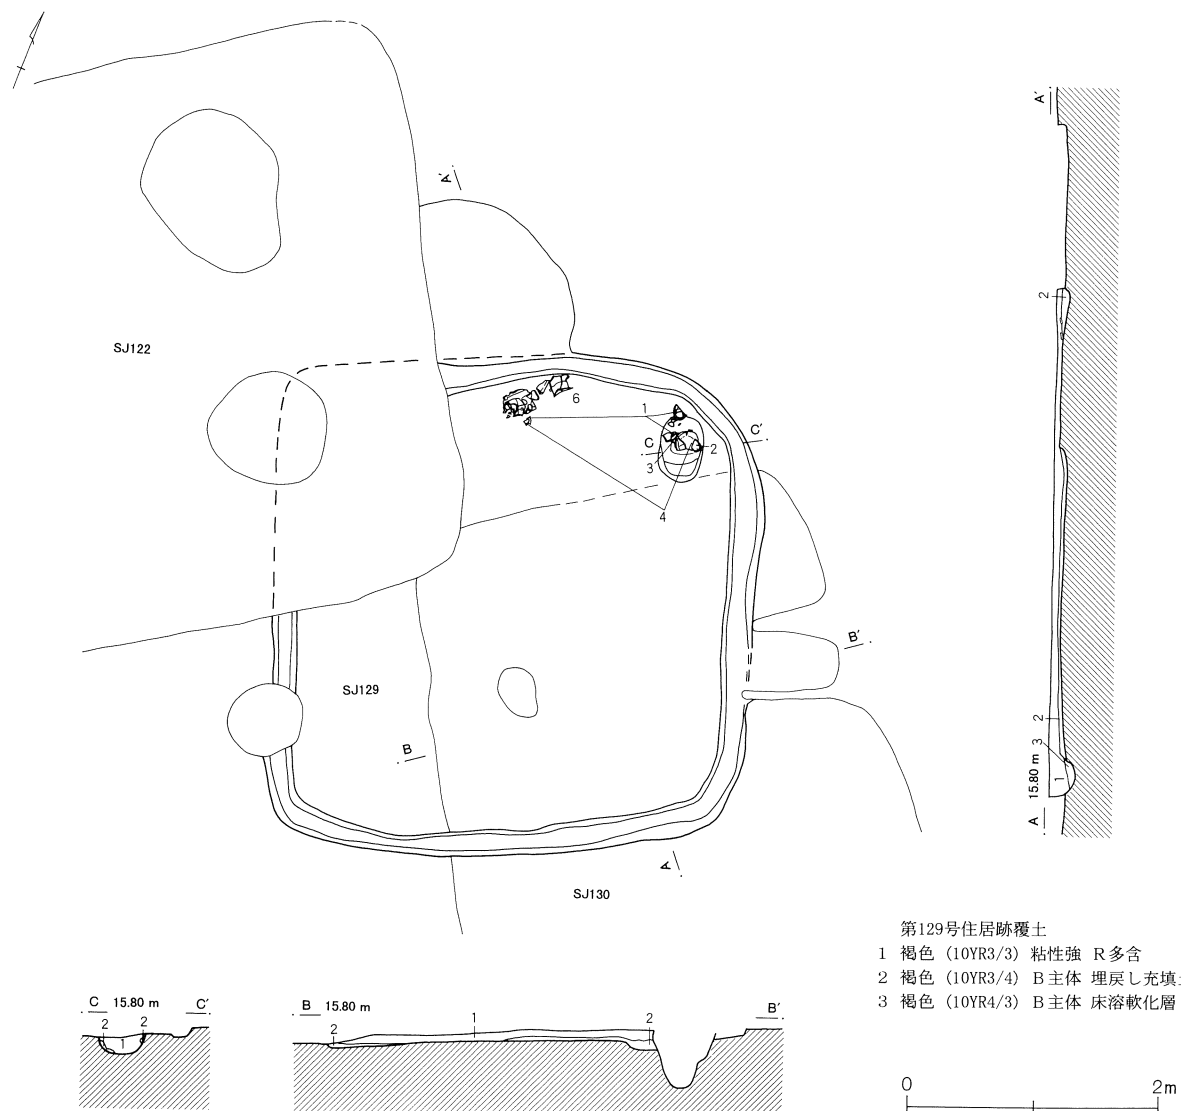 A′
A′
SJ122
6
1
C′
C
2
3
4
2
B′
SJ129
B
2
3
15.80 m
1
A
A
SJ130
第129号住居跡覆土
1 褐色 (10YR3/3) 粘性強 R多含
2 褐色 (10YR3/4) B主体 埋戻し充填
3 褐色 (10YR4/3) B主体 床溶軟化層
C 15.80 m C′
2 2
1
B 15.80 m B′
2 1 2
0 2m